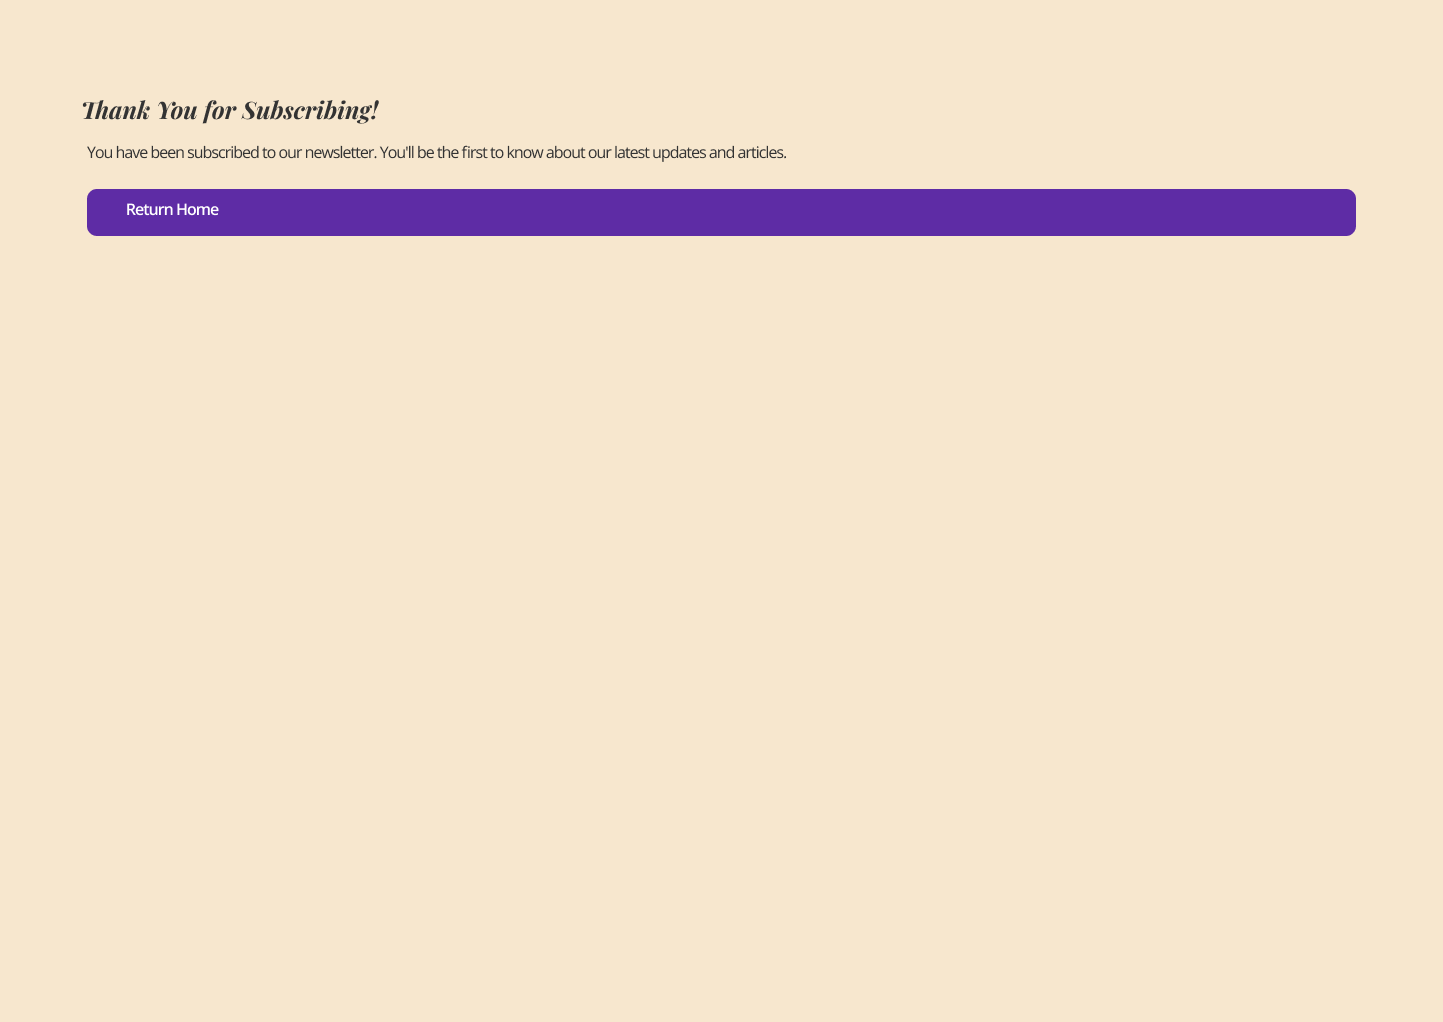 Thank You for Subscribing!
You have been subscribed to our newsletter. You'll be the first to know about our latest updates and articles.
Return Home